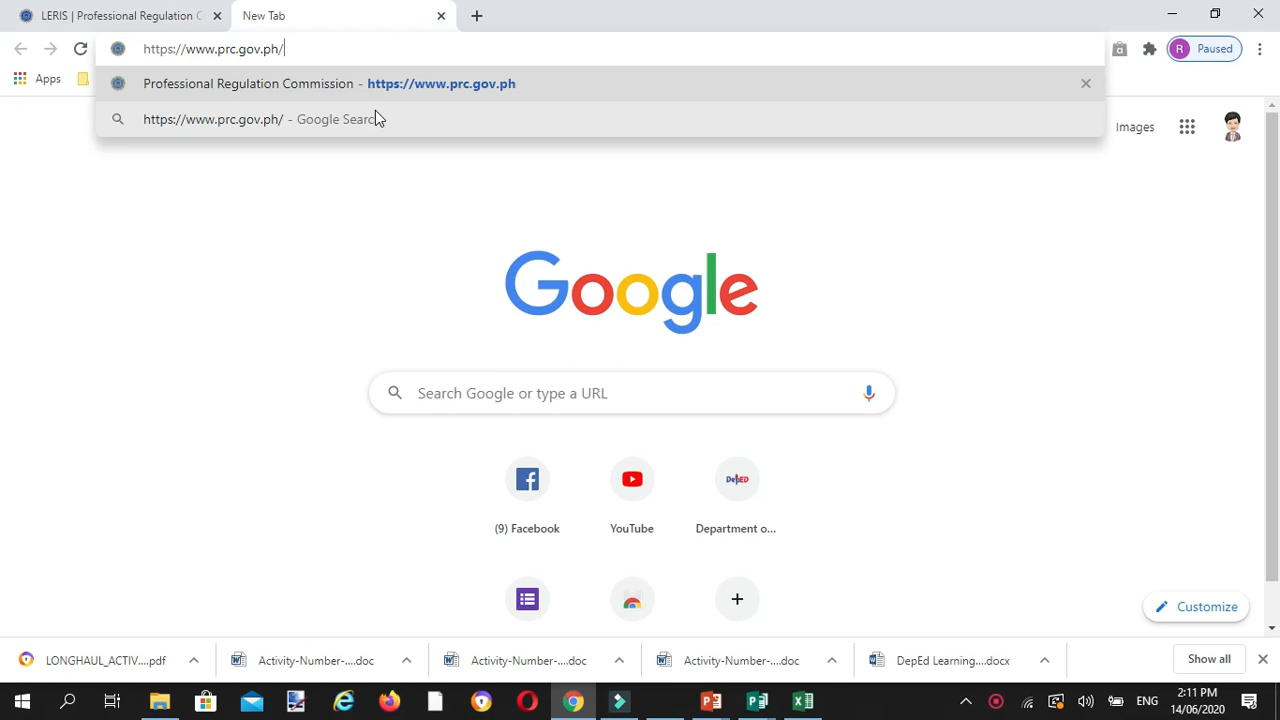 LERIS | Professional Regulation C
New Tab
https://www.prc.gov.ph/
R Paused
Professional Regulation Commission - https://www.prc.gov.ph
https://www.prc.gov.ph/ - Google Searc
Apps
Images
Google
Search Google or type a URL
DepED
(9) Facebook
YouTube
Department o...
Customize
LONGHAUL_ACTIV....pdf
Activity-Number-....doc
Activity-Number-....doc
Activity-Number-....doc
DepEd Learning....docx
Show all
ENG
2:11 PM
14/06/2020